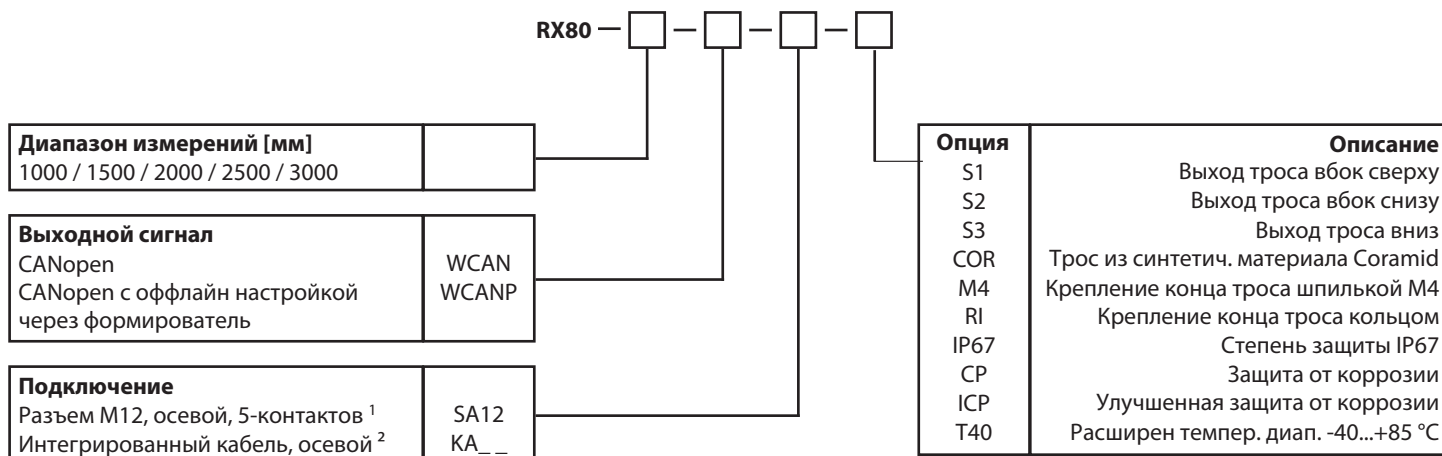 RX80 — — — —
Диапазон измерений [мм]
1000 / 1500 / 2000 / 2500 / 3000
Выходной сигнал
CANopen WCAN
CANopen с оффлайн настройкой WCANP
через формирователь
Подключение
Разъем M12, осевой, 5-контактов ¹ SA12
Интегрированный кабель, осевой ² KA_ _
Опция Описание
S1 Выход троса вбок сверху
S2 Выход троса вбок снизу
S3 Выход троса вниз
COR Трос из синтетич. материала Coramid
M4 Крепление конца троса шпилькой M4
RI Крепление конца троса кольцом
IP67 Степень защиты IP67
CP Защита от коррозии
ICP Улучшенная защита от коррозии
T40 Расширен темпер. диап. -40...+85 °C